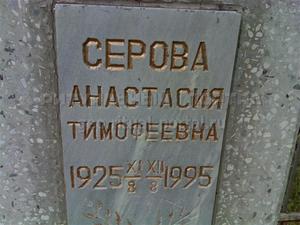 СЕРОВА
АНАСТАСИЯ
ТИМОФЕЕВНА
1925 XI/8 XII/8 1995